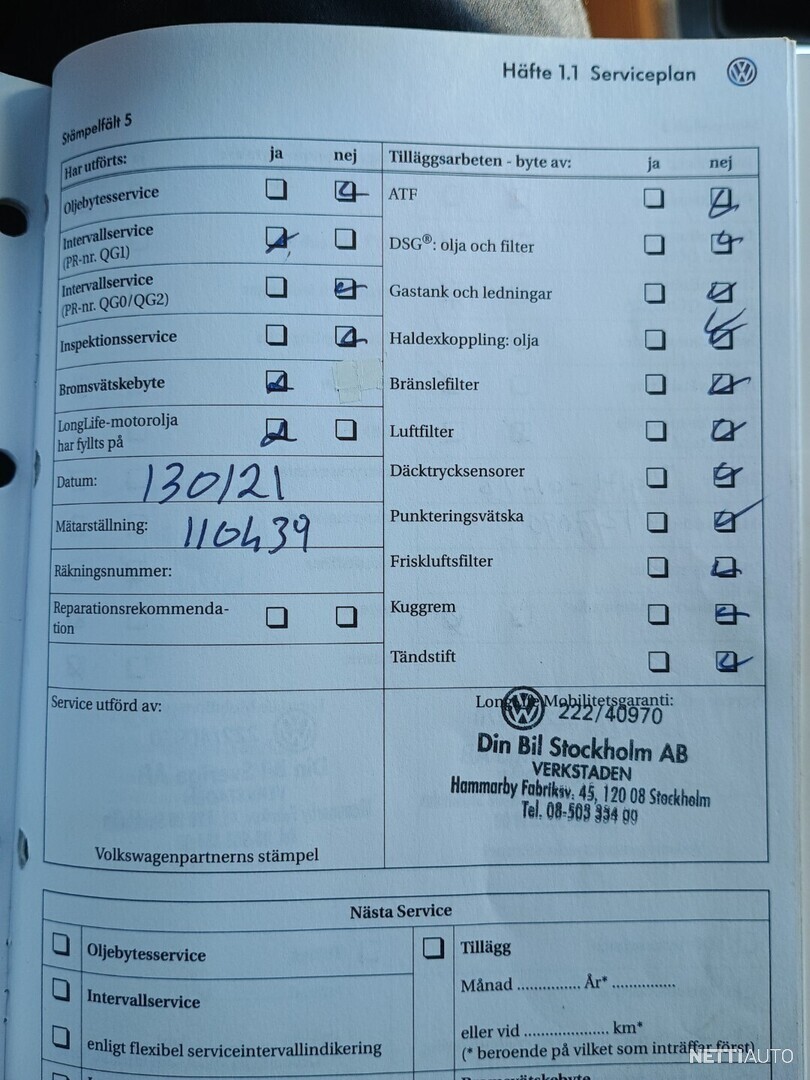 Häfte 1.1 Serviceplan
Stämpelfält 5
Har utförts: ja nej
Oljebytesservice
Intervallservice
(PR-nr. QG1)
Intervallservice
(PR-nr. QG0/QG2)
Inspektionsservice
Bromsvätskebyte
LongLife-motorolja
har fyllts på
Datum: 130121
Mätarställning: 110439
Räkningsnummer:
Reparationsrekommenda-
tion
Tilläggsarbeten - byte av: ja nej
ATF
DSG®: olja och filter
Gastank och ledningar
Haldexkoppling: olja
Bränslefilter
Luftfilter
Däcktrycksensorer
Punkteringsvätska
Friskluftsfilter
Kuggrem
Tändstift
Service utförd av:
Volkswagenpartnerns stämpel
LongLife Mobilitetsgaranti:
222/40970
Din Bil Stockholm AB
VERKSTADEN
Hammarby Fabriksv. 45, 120 08 Stockholm
Tel. 08-503 334 00
Nästa Service
Oljebytesservice
Intervallservice
enligt flexibel serviceintervallindikering
Tillägg
Månad ............... År* ...............
eller vid .................... km*
(* beroende på vilket som inträffar först)
Bromsvätskebyte
NETTIAUTO